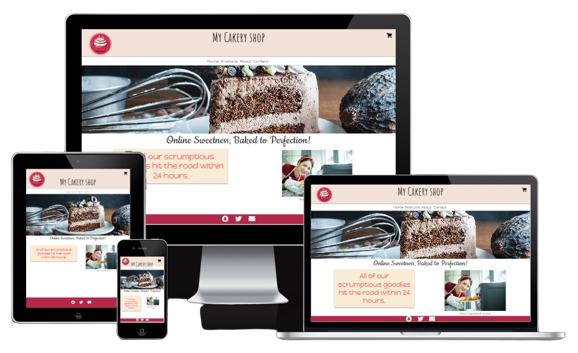 My Cakery shop
Home Products About Contact
Online Sweetness, Baked to Perfection!
All of our scrumptious
hit the road within
24 hours.
My Cakery shop
Online Sweetness, Baked to Perfection!
All of our scrumptious
goodies hit the road
within 24 hours.
My Cakery shop
My Cakery shop
Home Products About Contact
Online Sweetness, Baked to Perfection!
All of our
scrumptious goodies
hit the road within 24
hours.